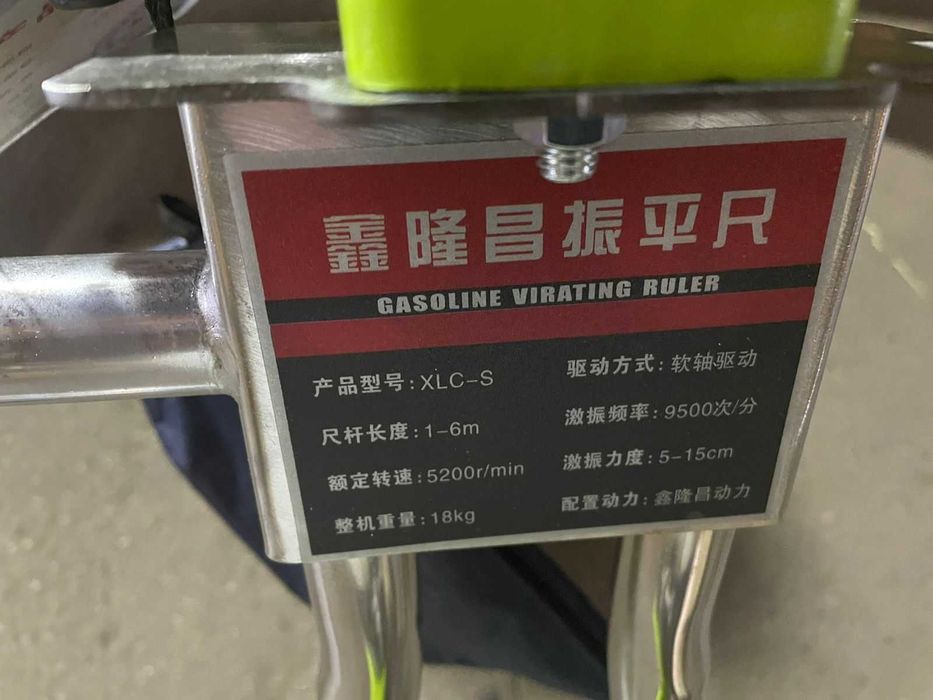 鑫隆昌振平尺
GASOLINE VIRATING RULER
产品型号:XLC-S
尺杆长度:1-6m
额定转速:5200r/min
整机重量:18kg
驱动方式:软轴驱动
激振频率:9500次/分
激振力度:5-15cm
配置动力:鑫隆昌动力